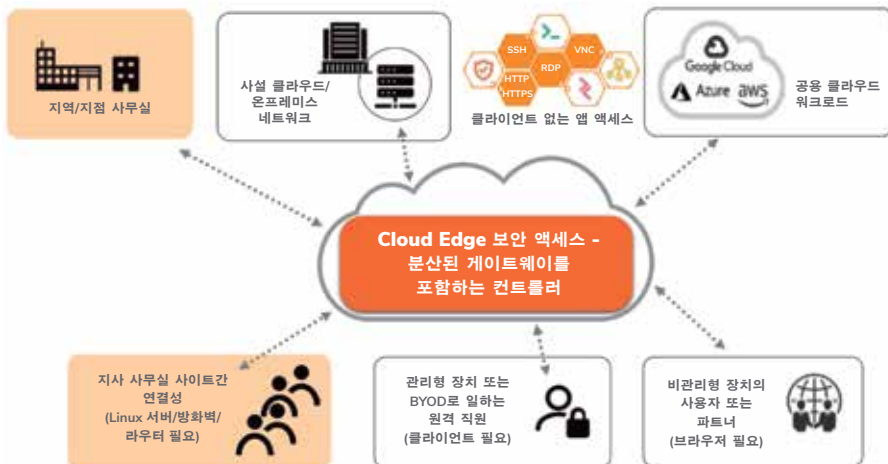 지역/지점 사무실
사설 클라우드/
온프레미스
네트워크
SSH
VNC
RDP
HTTP
HTTPS
클라이언트 없는 앱 액세스
Google Cloud
Azure
aws
공용 클라우드
워크로드
Cloud Edge 보안 액세스 -
분산된 게이트웨이를
포함하는 컨트롤러
지사 사무실 사이트간
연결성
(Linux 서버/방화벽/
라우터 필요)
관리형 장치 또는
BYOD로 일하는
원격 직원
(클라이언트 필요)
비관리형 장치의
사용자 또는
파트너
(브라우저 필요)